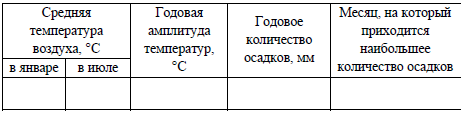 Средняя
температура
воздуха, °С
в январе
в июле
Годовая
амплитуда
температур,
°С
Годовое
количество
осадков, мм
Месяц, на который
приходится
наибольшее
количество осадков